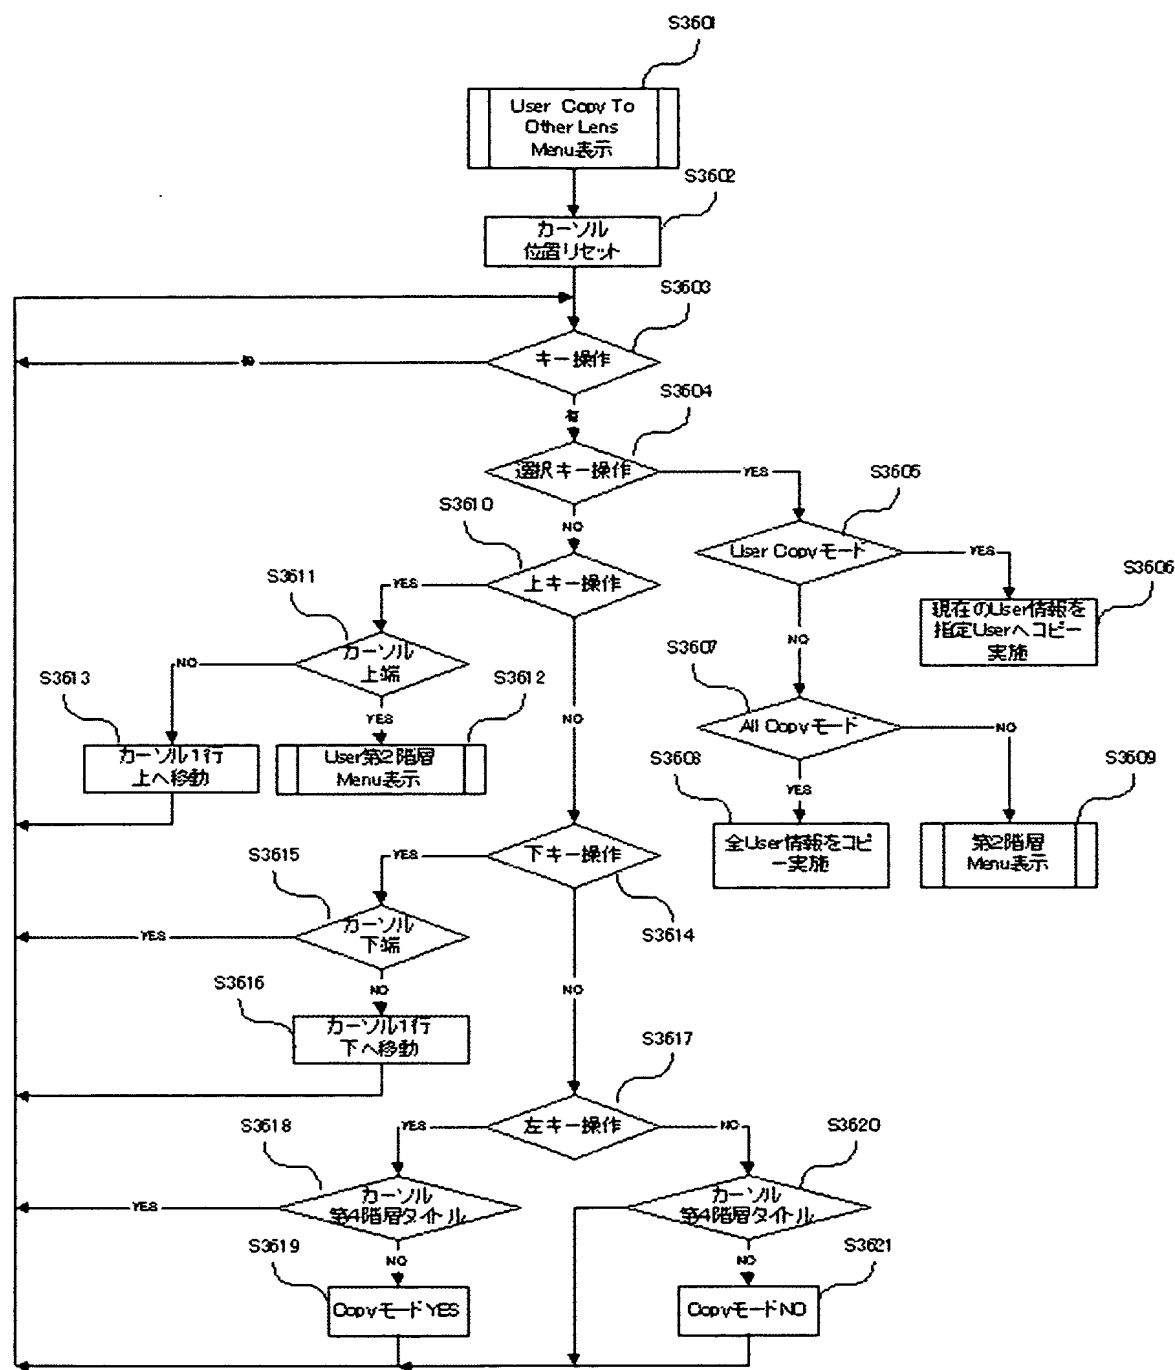 S3601
User Copy To
Other Lens
Menu表示
S3602
カーソル
位置リセット
S3603
キー操作
有
S3604
選択キー操作
YES
S3605
User Copyモード
YES
S3606
現在のUser情報を
指定Userへコピー
実施
NO
S3607
All Copyモード
NO
S3608
YES
全User情報をコピ
ー実施
S3609
第2階層
Menu表示
NO
S3610
上キー操作
YES
S3611
カーソル
上端
NO
S3613
カーソル1行
上へ移動
YES
S3612
User第2階層
Menu表示
NO
下キー操作
S3614
YES
S3615
カーソル
下端
YES
NO
S3616
カーソル1行
下へ移動
NO
S3617
左キー操作
YES
NO
S3618
カーソル
第4階層タイトル
YES
S3620
カーソル
第4階層タイトル
NO
S3619
CopyモードYES
NO
S3621
CopyモードNO